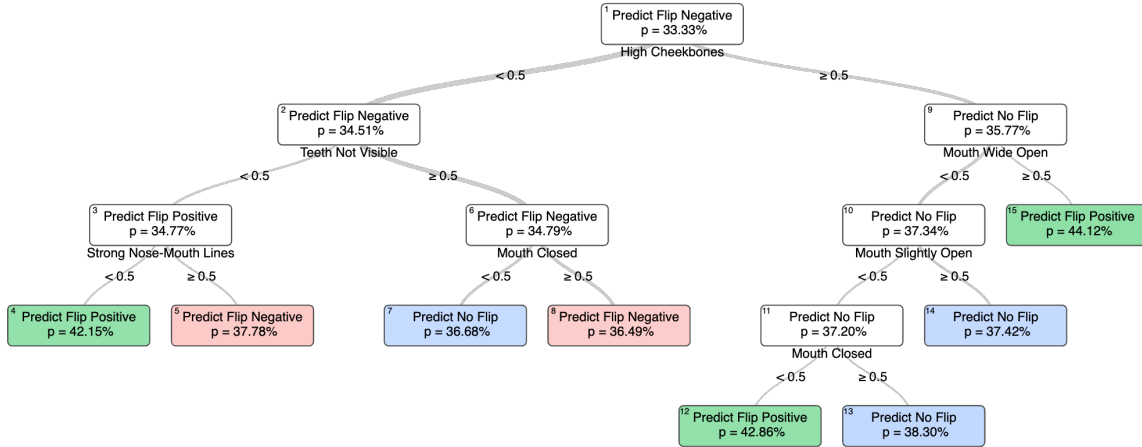 1 Predict Flip Negative
p = 33.33%
High Cheekbones
< 0.5
≥ 0.5
2 Predict Flip Negative
p = 34.51%
Teeth Not Visible
9 Predict No Flip
p = 35.77%
Mouth Wide Open
< 0.5
≥ 0.5
< 0.5
≥ 0.5
3 Predict Flip Positive
p = 34.77%
Strong Nose-Mouth Lines
6 Predict Flip Negative
p = 34.79%
Mouth Closed
10 Predict No Flip
p = 37.34%
Mouth Slightly Open
15 Predict Flip Positive
p = 44.12%
< 0.5
≥ 0.5
< 0.5
≥ 0.5
< 0.5
≥ 0.5
4 Predict Flip Positive
p = 42.15%
5 Predict Flip Negative
p = 37.78%
7 Predict No Flip
p = 36.68%
8 Predict Flip Negative
p = 36.49%
11 Predict No Flip
p = 37.20%
Mouth Closed
14 Predict No Flip
p = 37.42%
< 0.5
≥ 0.5
12 Predict Flip Positive
p = 42.86%
13 Predict No Flip
p = 38.30%